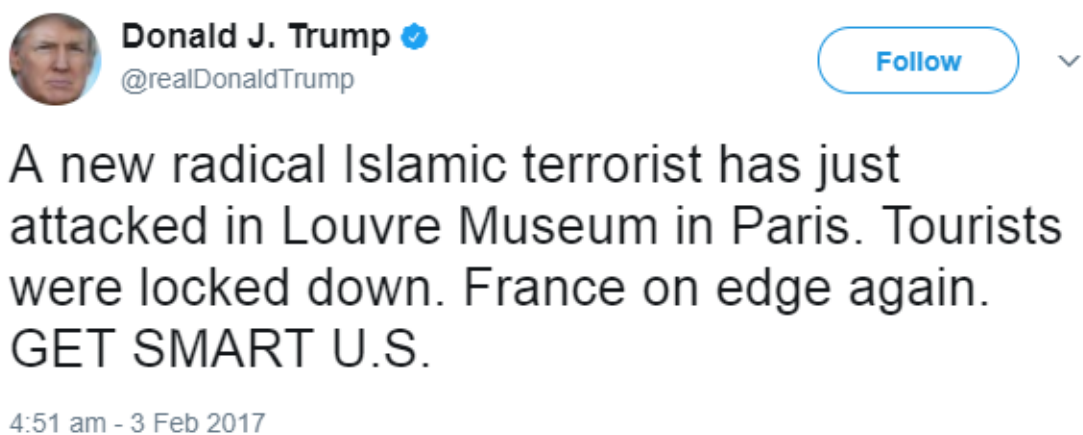 Donald J. Trump
@realDonaldTrump
Follow
A new radical Islamic terrorist has just
attacked in Louvre Museum in Paris. Tourists
were locked down. France on edge again.
GET SMART U.S.
4:51 am - 3 Feb 2017